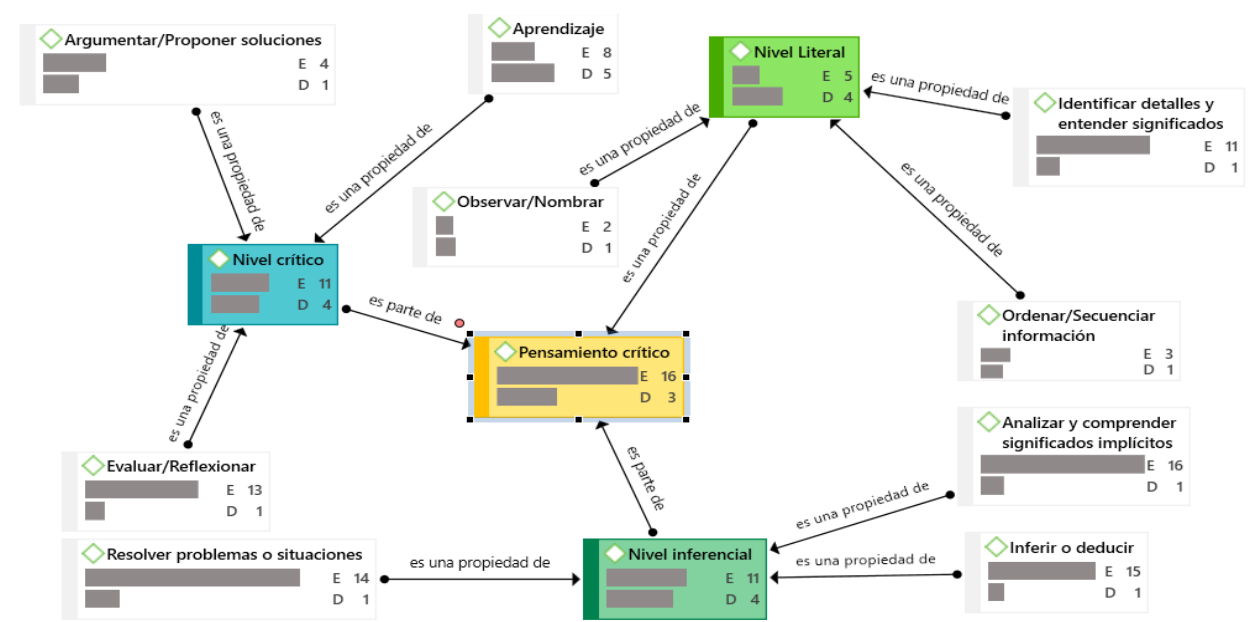 Argumentar/Proponer soluciones
E 4
D 1
Aprendizaje
E 8
D 5
Nivel Literal
E 5
D 4
es una propiedad de
Identificar detalles y
entender significados
E 11
D 1
es una propiedad de
es una propiedad de
es una propiedad de
Observar/Nombrar
E 2
D 1
es una propiedad de
es una propiedad de
Nivel crítico
E 11
D 4
es parte de
Ordenar/Secuenciar
información
E 3
D 1
Pensamiento crítico
E 16
D 3
es una propiedad de
Analizar y comprender
significados implícitos
E 16
D 1
Evaluar/Reflexionar
E 13
D 1
es parte de
es una propiedad de
Resolver problemas o situaciones
E 14
D 1
es una propiedad de
Nivel inferencial
E 11
D 4
es una propiedad de
Inferir o deducir
E 15
D 1